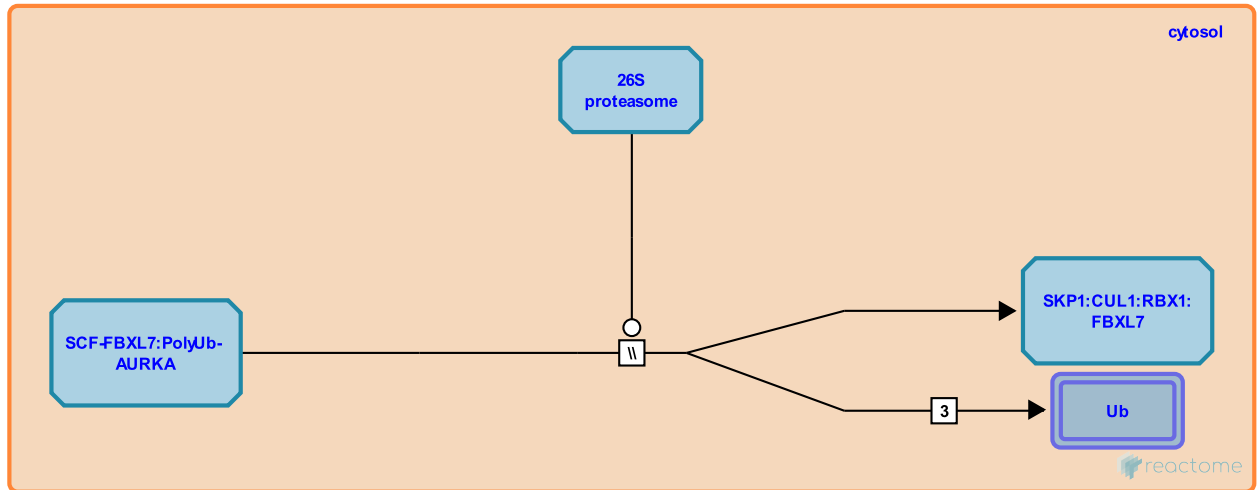 cytosol
26S
proteasome
SKP1:CUL1:RBX1:
FBXL7
SCF-FBXL7:PolyUb-
AURKA
\\
3
Ub
reactome